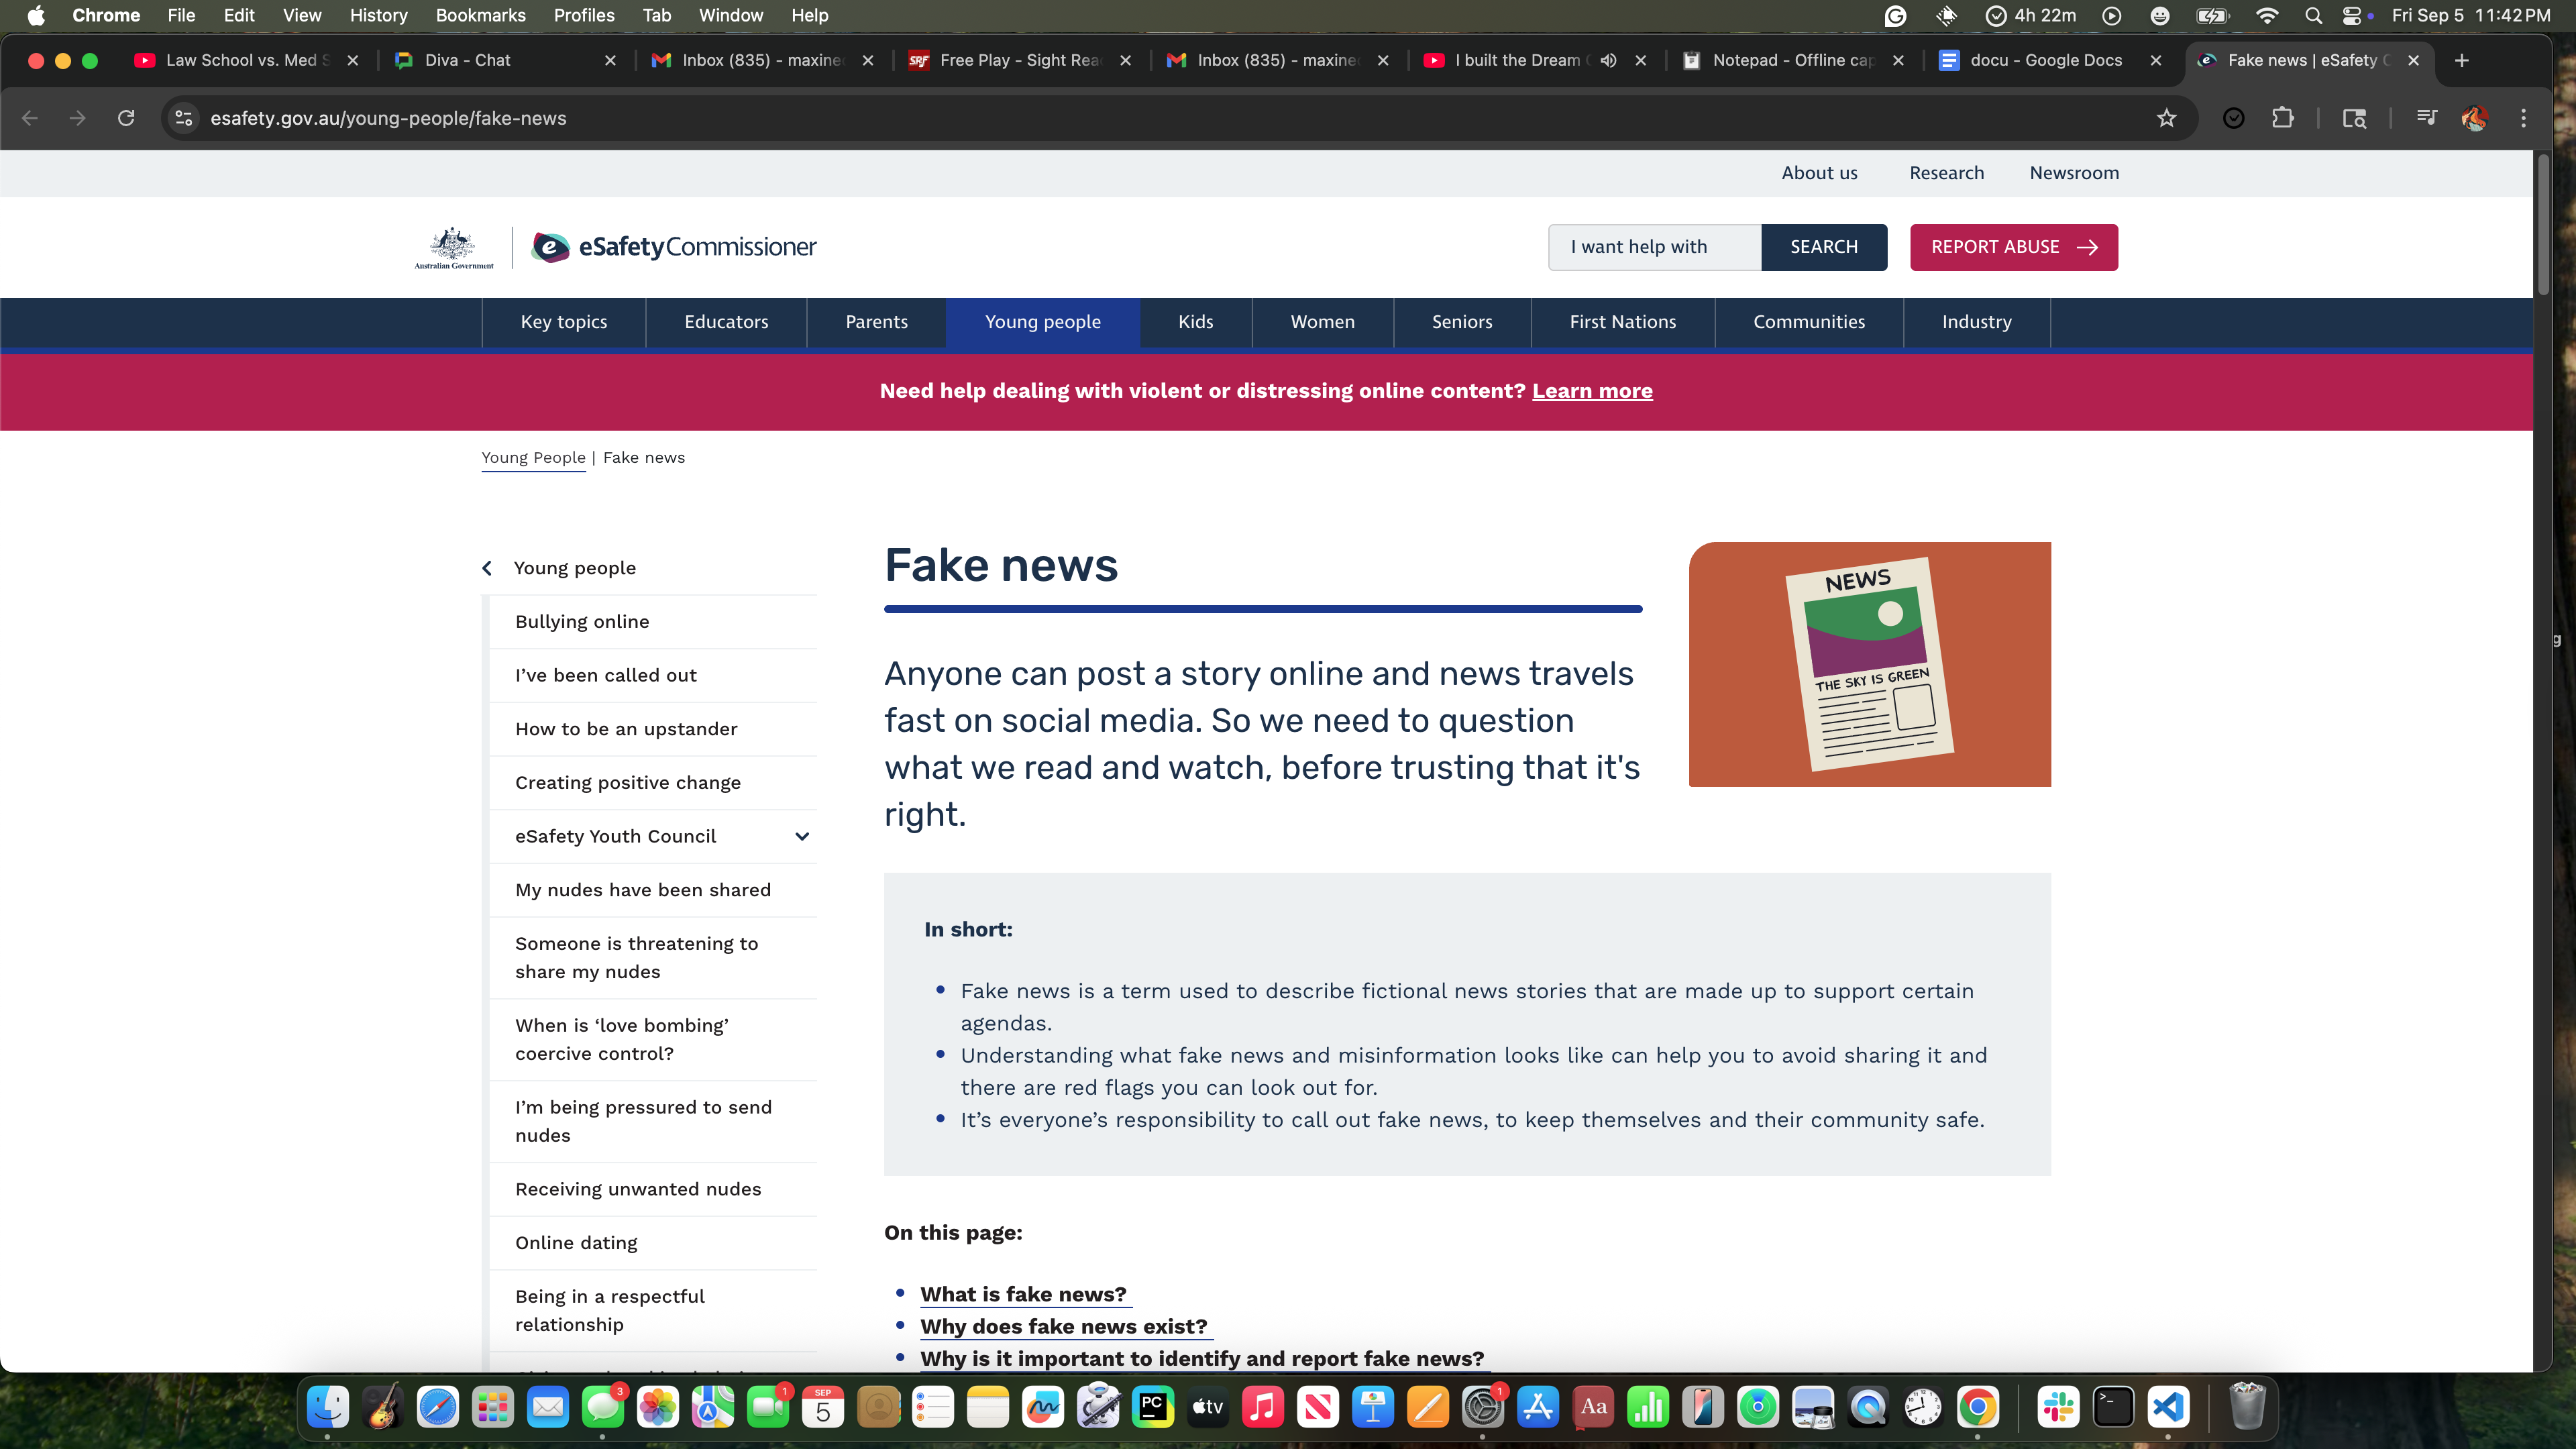 Chrome File Edit View History Bookmarks Profiles Tab Window Help 4h 22m Fri Sep 5 11:42 PM
Law School vs. Med S Diva - Chat Inbox (835) - maxine SRF Free Play - Sight Rea Inbox (835) - maxine I built the Dream Notepad - Offline cap docu - Google Docs Fake news | eSafety C
esafety.gov.au/young-people/fake-news
About us Research Newsroom
Australian Government
eSafetyCommissioner
I want help with SEARCH REPORT ABUSE
Key topics Educators Parents Young people Kids Women Seniors First Nations Communities Industry
Need help dealing with violent or distressing online content? Learn more
Young People | Fake news
Young people
Bullying online
I’ve been called out
How to be an upstander
Creating positive change
eSafety Youth Council
My nudes have been shared
Someone is threatening to
share my nudes
When is ‘love bombing’
coercive control?
I’m being pressured to send
nudes
Receiving unwanted nudes
Online dating
Being in a respectful
relationship
Fake news
Anyone can post a story online and news travels
fast on social media. So we need to question
what we read and watch, before trusting that it's
right.
NEWS
THE SKY IS GREEN
In short:
Fake news is a term used to describe fictional news stories that are made up to support certain
agendas.
Understanding what fake news and misinformation looks like can help you to avoid sharing it and
there are red flags you can look out for.
It’s everyone’s responsibility to call out fake news, to keep themselves and their community safe.
On this page:
What is fake news?
Why does fake news exist?
Why is it important to identify and report fake news?
3 1 SEP 5 PC tv 1 Aa